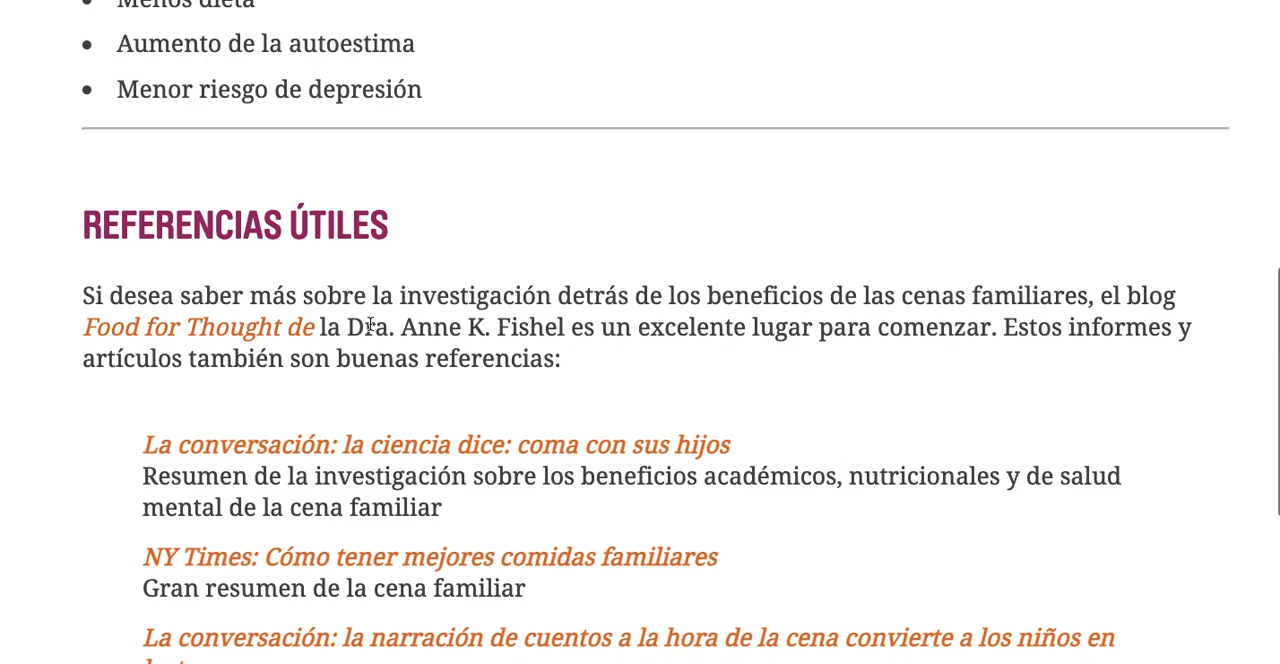 Menos dieta
Aumento de la autoestima
Menor riesgo de depresión
REFERENCIAS ÚTILES
Si desea saber más sobre la investigación detrás de los beneficios de las cenas familiares, el blog
Food for Thought de la Dra. Anne K. Fishel es un excelente lugar para comenzar. Estos informes y
artículos también son buenas referencias:
La conversación: la ciencia dice: coma con sus hijos
Resumen de la investigación sobre los beneficios académicos, nutricionales y de salud
mental de la cena familiar
NY Times: Cómo tener mejores comidas familiares
Gran resumen de la cena familiar
La conversación: la narración de cuentos a la hora de la cena convierte a los niños en